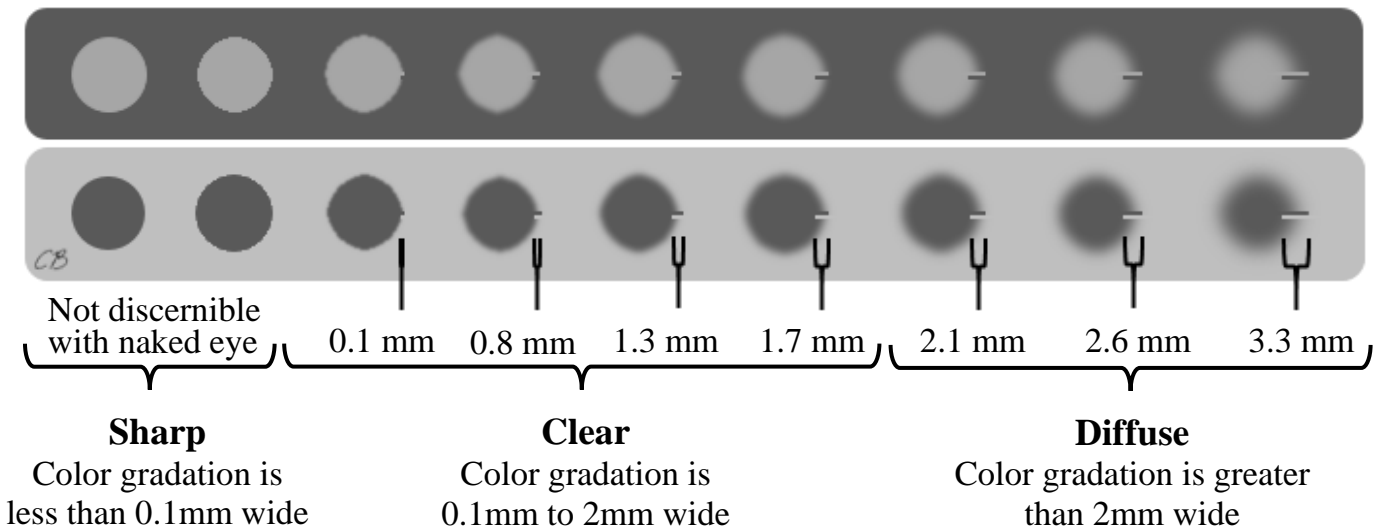 CB
Not discernible
with naked eye
0.1 mm 0.8 mm 1.3 mm 1.7 mm 2.1 mm 2.6 mm 3.3 mm
Sharp
Color gradation is
less than 0.1mm wide
Clear
Color gradation is
0.1mm to 2mm wide
Diffuse
Color gradation is greater
than 2mm wide